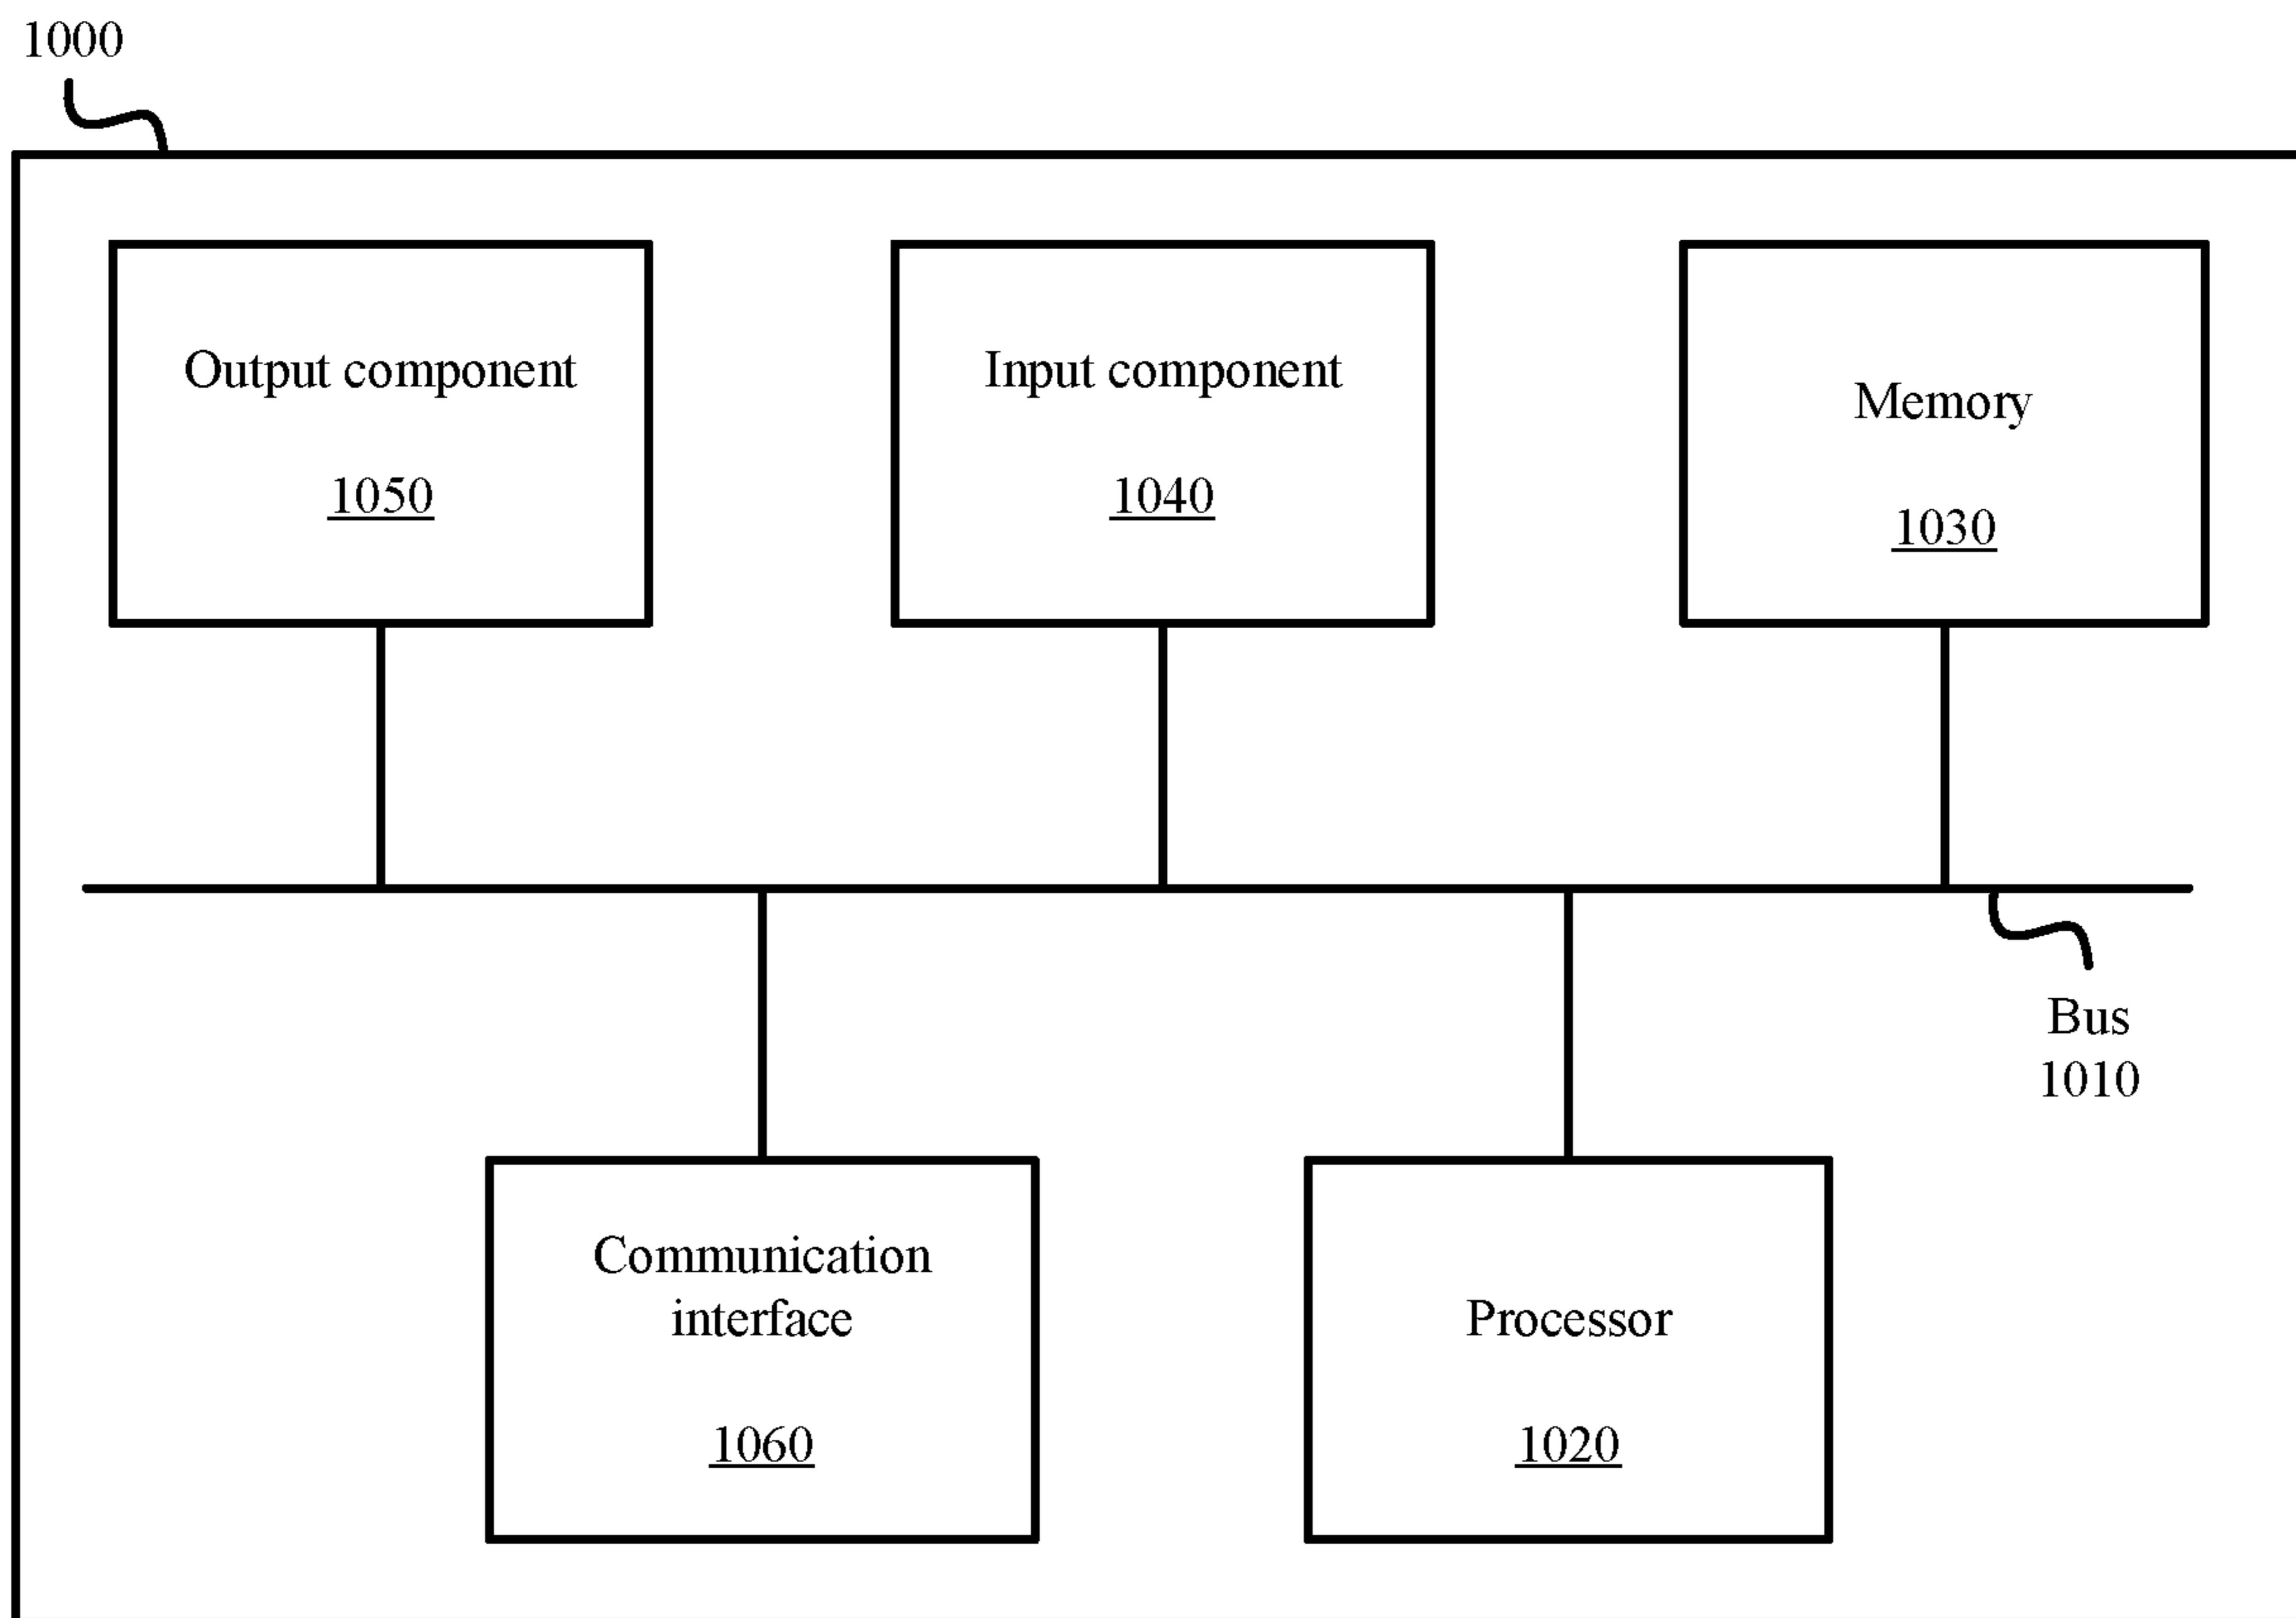 1000
Output component
1050
Input component
1040
Memory
1030
Bus
1010
Communication
interface
1060
Processor
1020